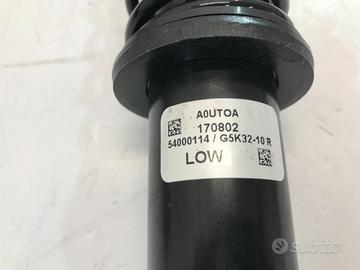 A0UTOA
170802
54000114 / G5K32-10 R
LOW
subito